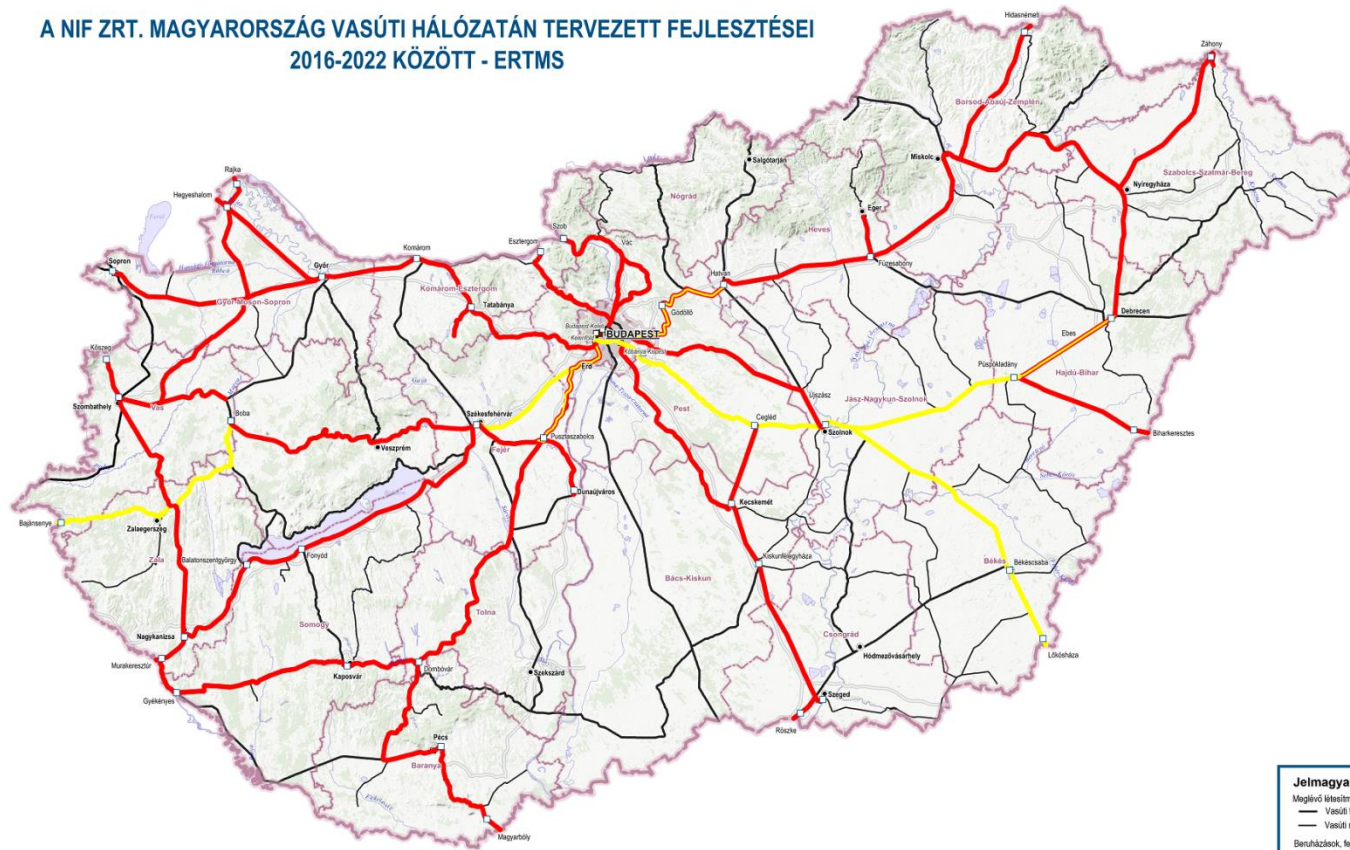 A NIF ZRT. MAGYARORSZÁG VASÚTI HÁLÓZATÁN TERVEZETT FEJLESZTÉSEI
2016-2022 KÖZÖTT - ERTMS
Hidasnémeti
Záhony
Borsod-Abaúj-Zemplén
Salgótarján
Miskolc
Szabolcs-Szatmár-Bereg
Nyíregyháza
Rajka
Hegyeshalom
Nógrád
Eger
Heves
Szob
Esztergom
Vác
Komárom
Sopron
Győr
Hatvan
Füzesabony
Győr-Moson-Sopron
Komárom-Esztergom
Tatabánya
Gödöllő
Debrecen
BUDAPEST
Ebes
Kőszeg
Érd
Püspökladány
Hajdú-Bihar
Pest
Újszász
Jász-Nagykun-Szolnok
Szombathely
Vas
Boba
Székesfehérvár
Cegléd
Szolnok
Biharkeresztes
Veszprém
Fejér
Pusztaszabolcs
Dunaújváros
Kecskemét
Bajánsenye
Zalaegerszeg
Zala
Balatonszentgyörgy
Fonyód
Kiskunfélegyháza
Bács-Kiskun
Békés
Békéscsaba
Tolna
Somogy
Nagykanizsa
Csongrád
Hódmezővásárhely
Lőkösháza
Murakeresztúr
Kaposvár
Dombóvár
Szekszárd
Gyékényes
Szeged
Röszke
Pécs
Baranya
Magyarbóly
Vasúti
Vasúti